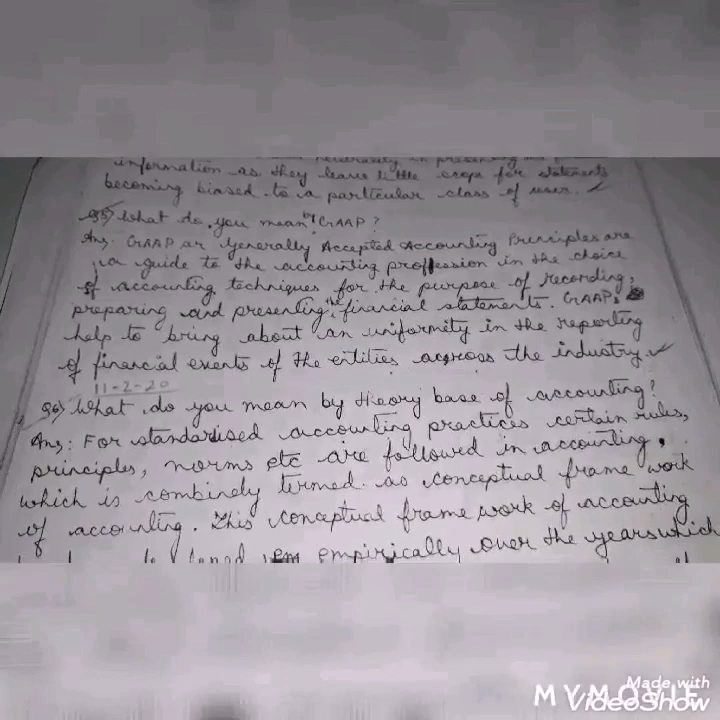 information as they leave little scope for statements
becoming biased to a particular class of user.
Q5) What do you mean by GAAP?
Ans: GAAP or Generally Accepted Accounting Principles are
a guide to the accounting proffession in the choice
of accounting techniques for the purpose of recording,
preparing and presenting the financial statements. GAAPs
help to bring about an uniformity in the reporting
of financial events of the entities across the industry.
11-2-20
Q6) What do you mean by theory base of accounting?
Ans: For standardised accounting practices certain rules,
principles, norms etc are followed in accounting,
which is combinely termed as conceptual frame work
of accounting. This conceptual frame work of accounting
empirically over the years which
Made with
MYMOVIE
VideoShow